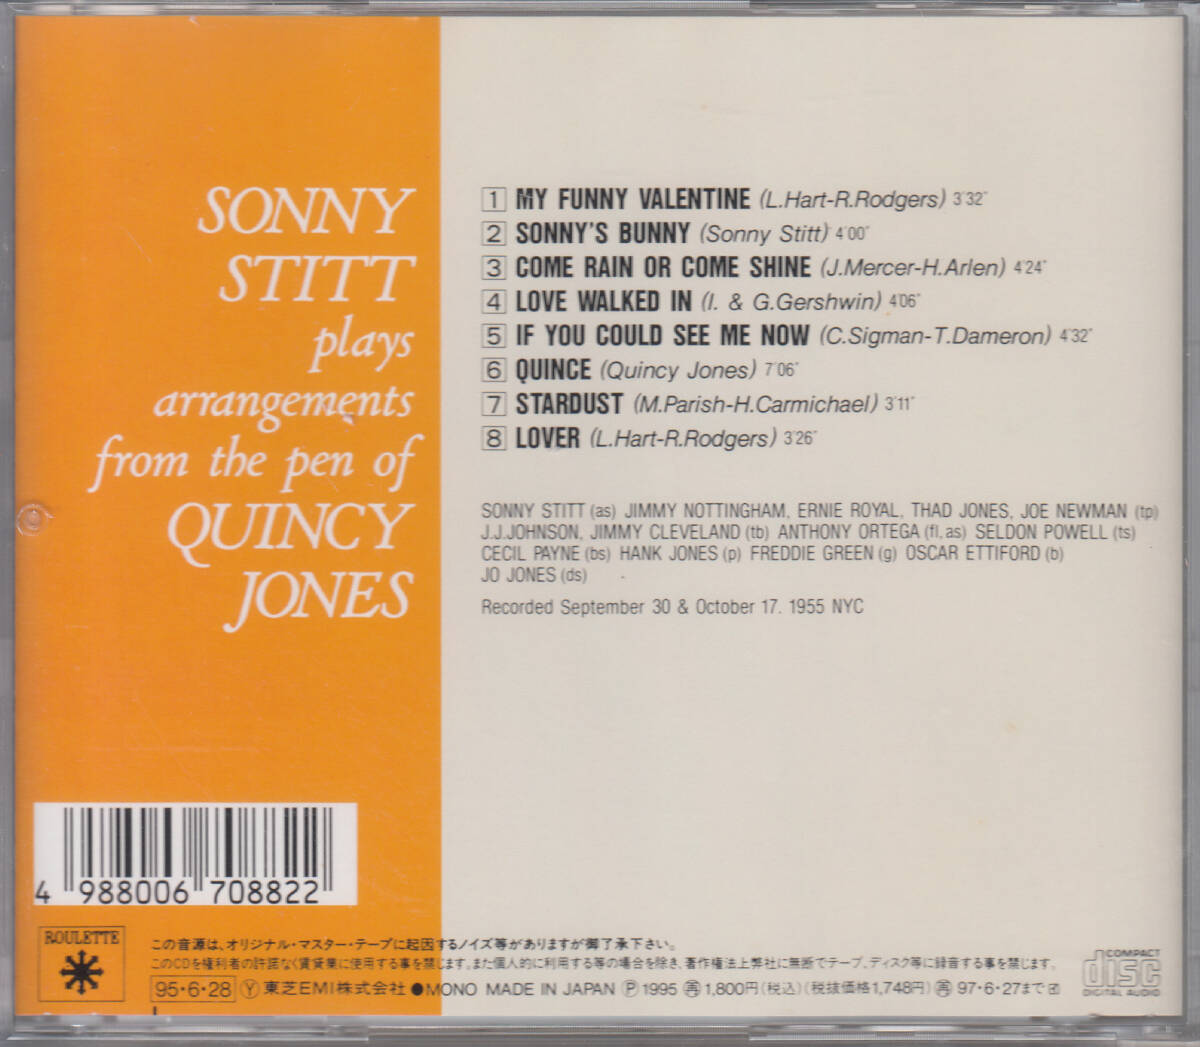 SONNY
STITT
plays
arrangements
from the pen of
QUINCY
JONES
1 MY FUNNY VALENTINE (L.Hart-R.Rodgers) 3'32"
2 SONNY'S BUNNY (Sonny Stitt) 4'00"
3 COME RAIN OR COME SHINE (J.Mercer-H.Arlen) 4'24"
4 LOVE WALKED IN (I. & G.Gershwin) 4'06"
5 IF YOU COULD SEE ME NOW (C.Sigman-T.Dameron) 4'32"
6 QUINCE (Quincy Jones) 7'06"
7 STARDUST (M.Parish-H.Carmichael) 3'11"
8 LOVER (L.Hart-R.Rodgers) 3'26"
SONNY STITT (as) JIMMY NOTTINGHAM, ERNIE ROYAL, THAD JONES, JOE NEWMAN (tp)
J.J.JOHNSON, JIMMY CLEVELAND (tb) ANTHONY ORTEGA (fl, as) SELDON POWELL (ts)
CECIL PAYNE (bs) HANK JONES (p) FREDDIE GREEN (g) OSCAR ETTIFORD (b)
JO JONES (ds)
Recorded September 30 & October 17. 1955 NYC
4 988006 708822
ROULETTE
この音源は、オリジナル・マスター・テープに起因するノイズ等がありますが御了承下さい。
このCDを権利者の許諾なく賃貸業に使用する事を禁じます。また個人的に利用する等の場合を除き、著作権法上弊社に無断でテープ、ディスク等に録音する事を禁じます。
95・6・28 Ⓨ 東芝EMI株式会社 ●MONO MADE IN JAPAN Ⓟ 1995 ㊢ 1,800円(税込)(税抜価格1,748円) ㊢ 97・6・27まで
COMPACT
disc
DIGITAL AUDIO